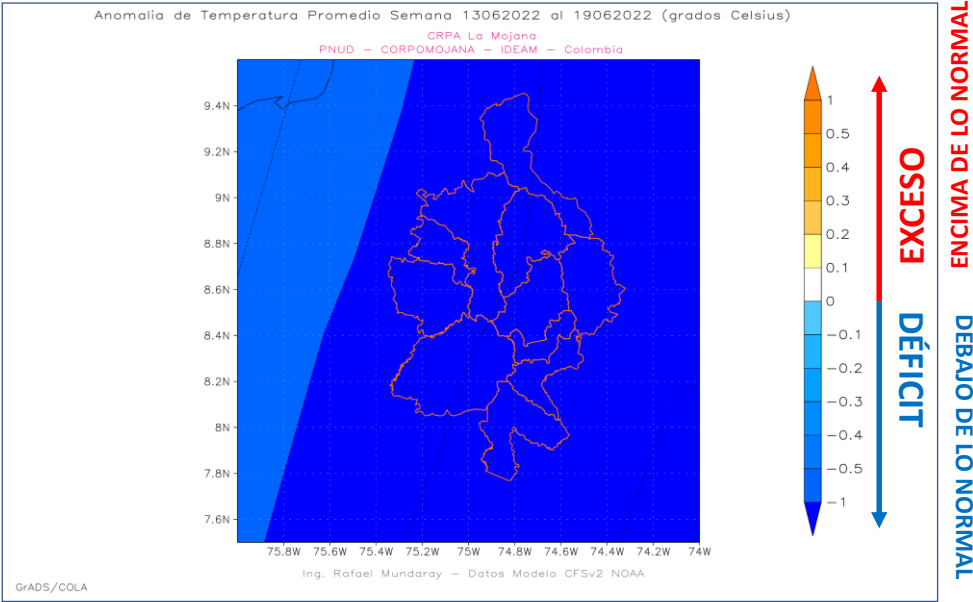 Anomalia de Temperatura Promedio Semana 13062022 al 19062022 (grados Celsius)
CRPA La Mojana
PNUD – CORPOMOJANA – IDEAM – Colombia
9.4N
9.2N
9N
8.8N
8.6N
8.4N
8.2N
8N
7.8N
7.6N
75.8W 75.6W 75.4W 75.2W 75W 74.8W 74.6W 74.4W 74.2W 74W
1
0.5
0.4
0.3
0.2
0.1
0
−0.1
−0.2
−0.3
−0.4
−0.5
−1
EXCESO
DÉFICIT
ENCIMA DE LO NORMAL
DEBAJO DE LO NORMAL
Ing. Rafael Mundaray – Datos Modelo CFSv2 NOAA
GrADS/COLA